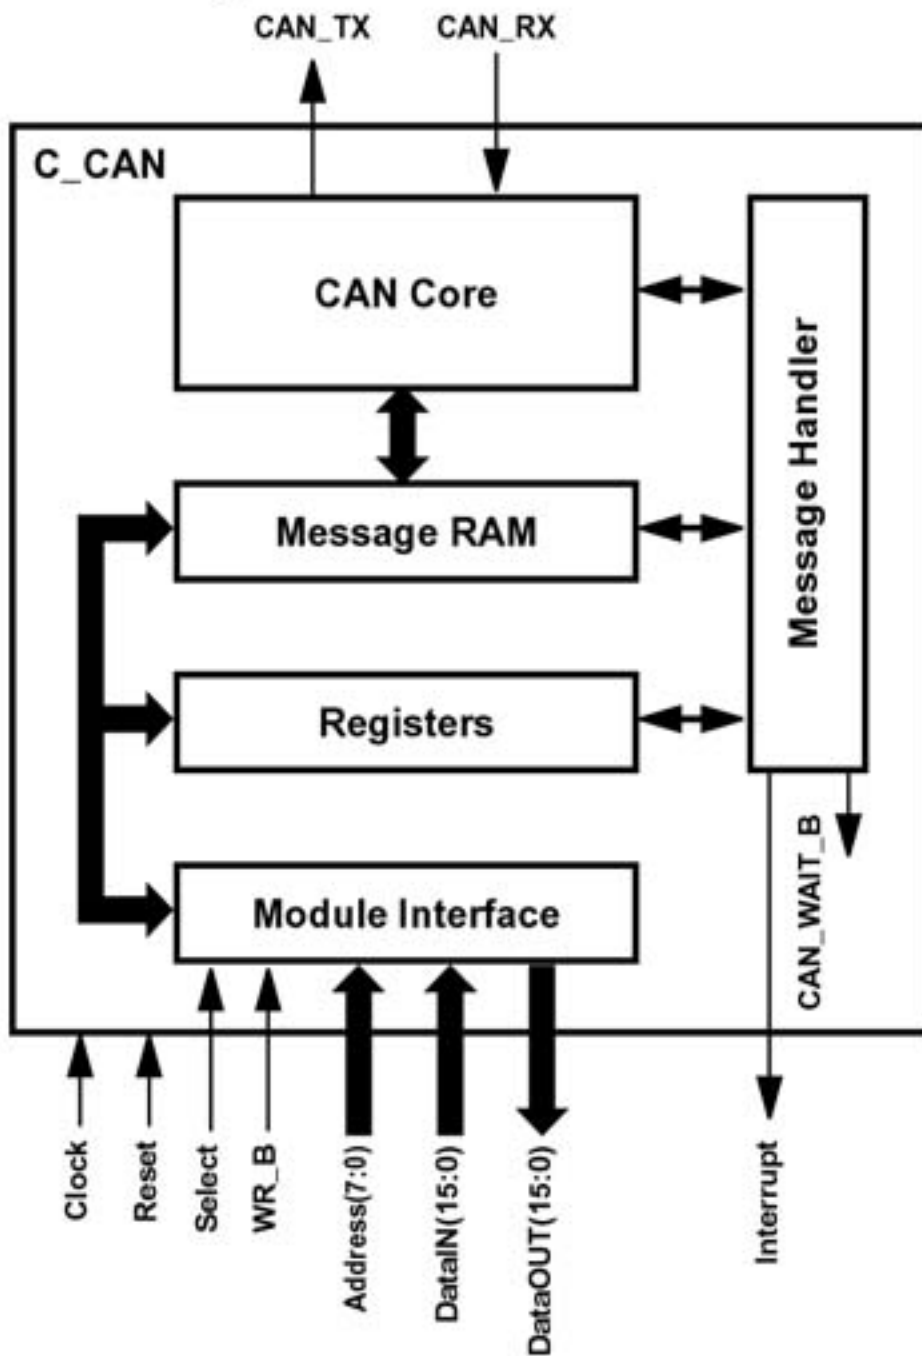 CAN_TX
CAN_RX
C_CAN
CAN Core
Message Handler
Message RAM
Registers
Module Interface
CAN_WAIT_B
Clock
Reset
Select
WR_B
Address(7:0)
DataIN(15:0)
DataOUT(15:0)
Interrupt